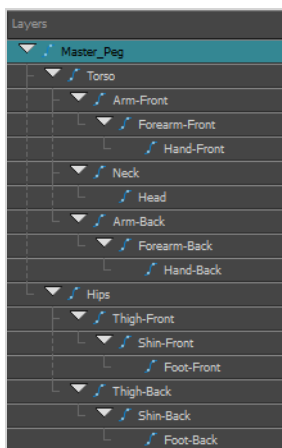 Layers
Master_Peg
Torso
Arm-Front
Forearm-Front
Hand-Front
Neck
Head
Arm-Back
Forearm-Back
Hand-Back
Hips
Thigh-Front
Shin-Front
Foot-Front
Thigh-Back
Shin-Back
Foot-Back